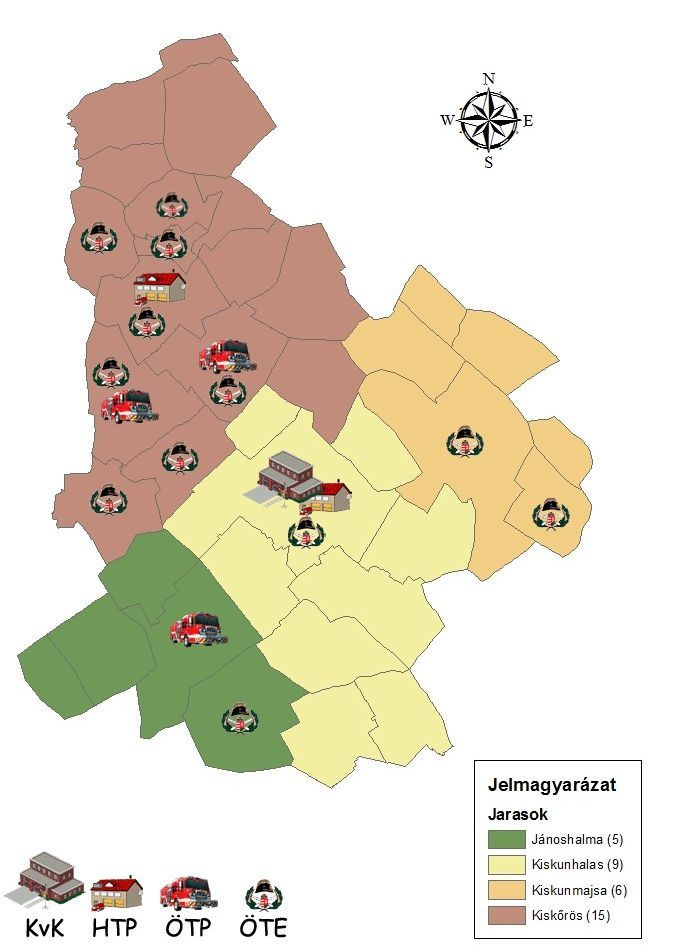 N
W E
S
Jelmagyarázat
Jarasok
Jánoshalma (5)
Kiskunhalas (9)
Kiskunmajsa (6)
Kiskőrös (15)
KvK HTP ÖTP ÖTE